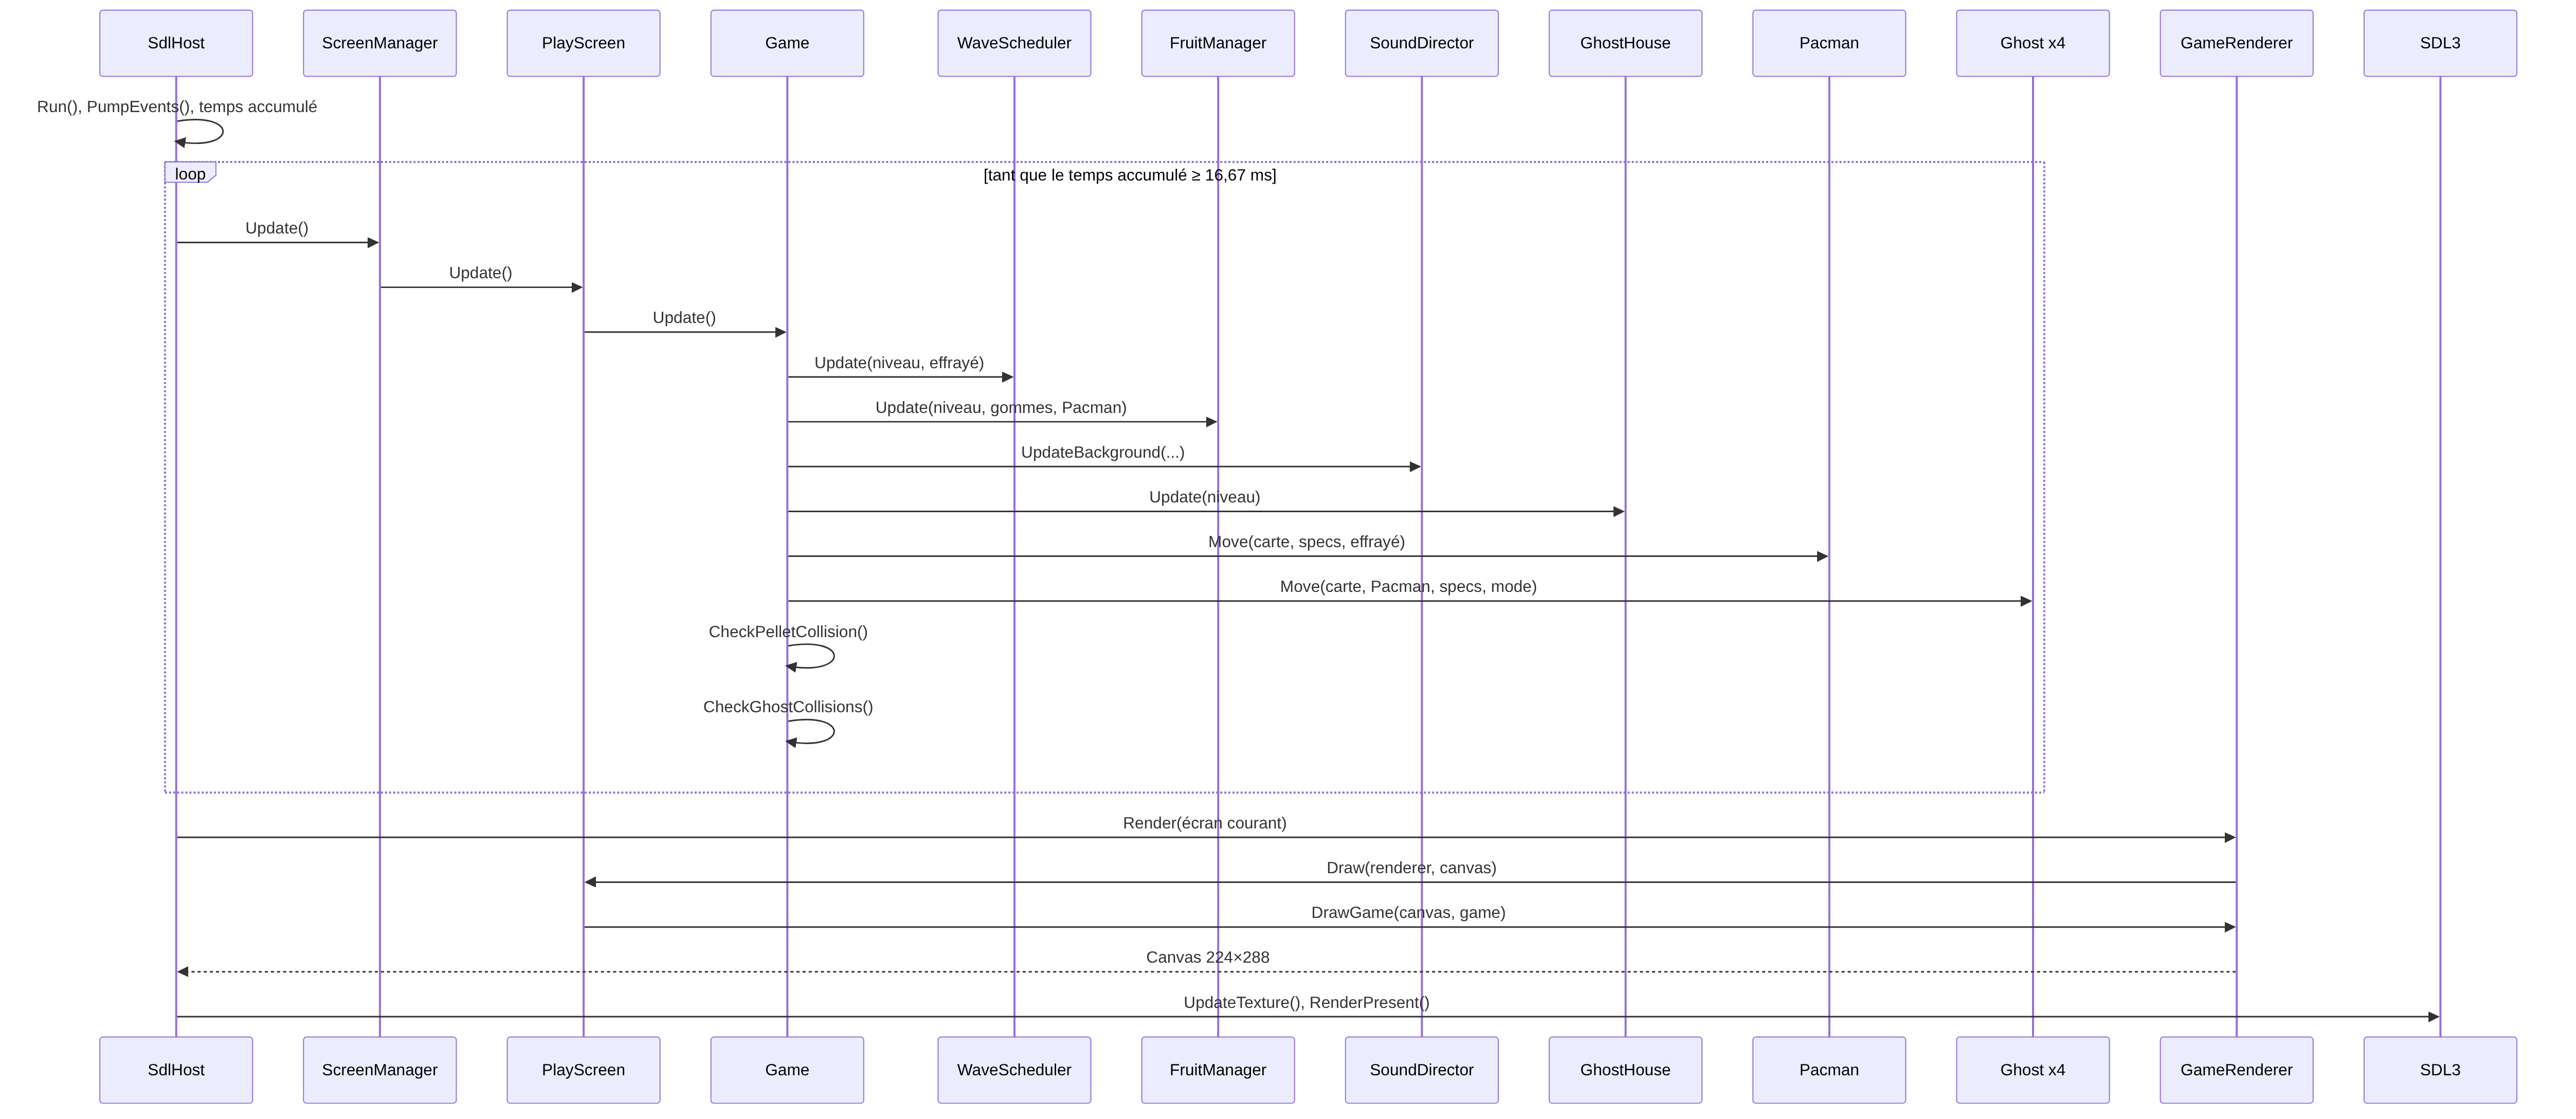 SdlHost
ScreenManager
PlayScreen
Game
WaveScheduler
FruitManager
SoundDirector
GhostHouse
Pacman
Ghost x4
GameRenderer
SDL3
Run(), PumpEvents(), temps accumulé
loop
[tant que le temps accumulé ≥ 16,67 ms]
Update()
Update()
Update()
Update(niveau, effrayé)
Update(niveau, gommes, Pacman)
UpdateBackground(...)
Update(niveau)
Move(carte, specs, effrayé)
Move(carte, Pacman, specs, mode)
CheckPelletCollision()
CheckGhostCollisions()
Render(écran courant)
Draw(renderer, canvas)
DrawGame(canvas, game)
Canvas 224×288
UpdateTexture(), RenderPresent()
SdlHost
ScreenManager
PlayScreen
Game
WaveScheduler
FruitManager
SoundDirector
GhostHouse
Pacman
Ghost x4
GameRenderer
SDL3